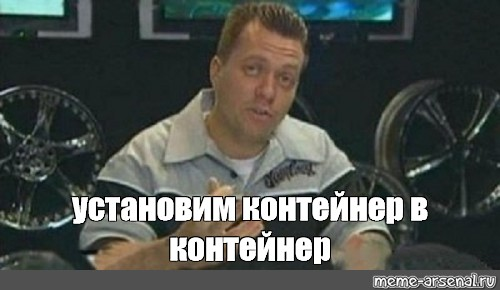 установим контейнер в
контейнер
meme-arsenal.ru